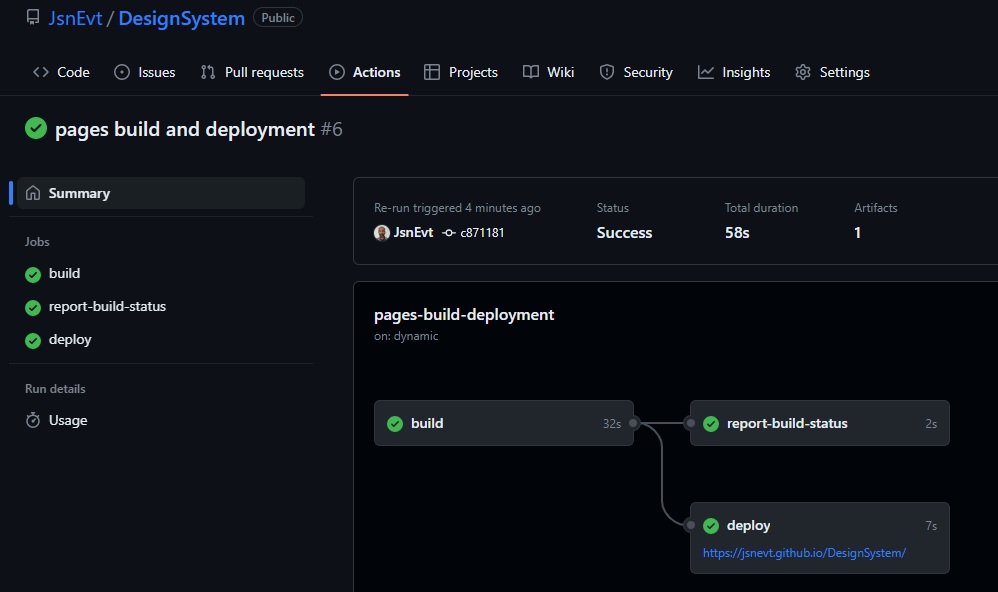 JsnEvt / DesignSystem Public
Code Issues Pull requests Actions Projects Wiki Security Insights Settings
pages build and deployment #6
Summary
Jobs
build
report-build-status
deploy
Run details
Usage
Re-run triggered 4 minutes ago Status Total duration Artifacts
JsnEvt c871181 Success 58s 1
pages-build-deployment
on: dynamic
build 32s
report-build-status 2s
deploy 7s
https://jsnevt.github.io/DesignSystem/